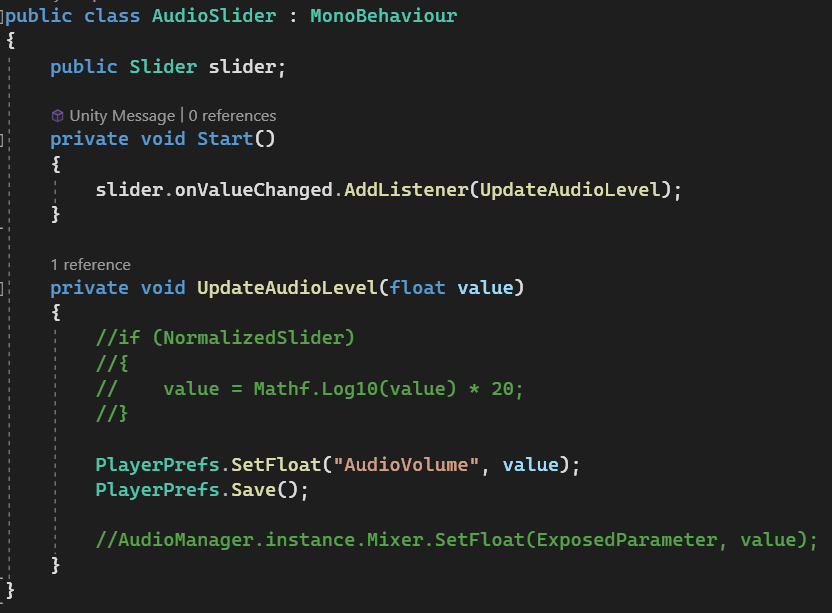 public class AudioSlider : MonoBehaviour
{
    public Slider slider;
    Unity Message | 0 references
    private void Start()
    {
        slider.onValueChanged.AddListener(UpdateAudioLevel);
    }
    1 reference
    private void UpdateAudioLevel(float value)
    {
        //if (NormalizedSlider)
        //{
        //    value = Mathf.Log10(value) * 20;
        //}
        PlayerPrefs.SetFloat("AudioVolume", value);
        PlayerPrefs.Save();
        //AudioManager.instance.Mixer.SetFloat(ExposedParameter, value);
    }
}